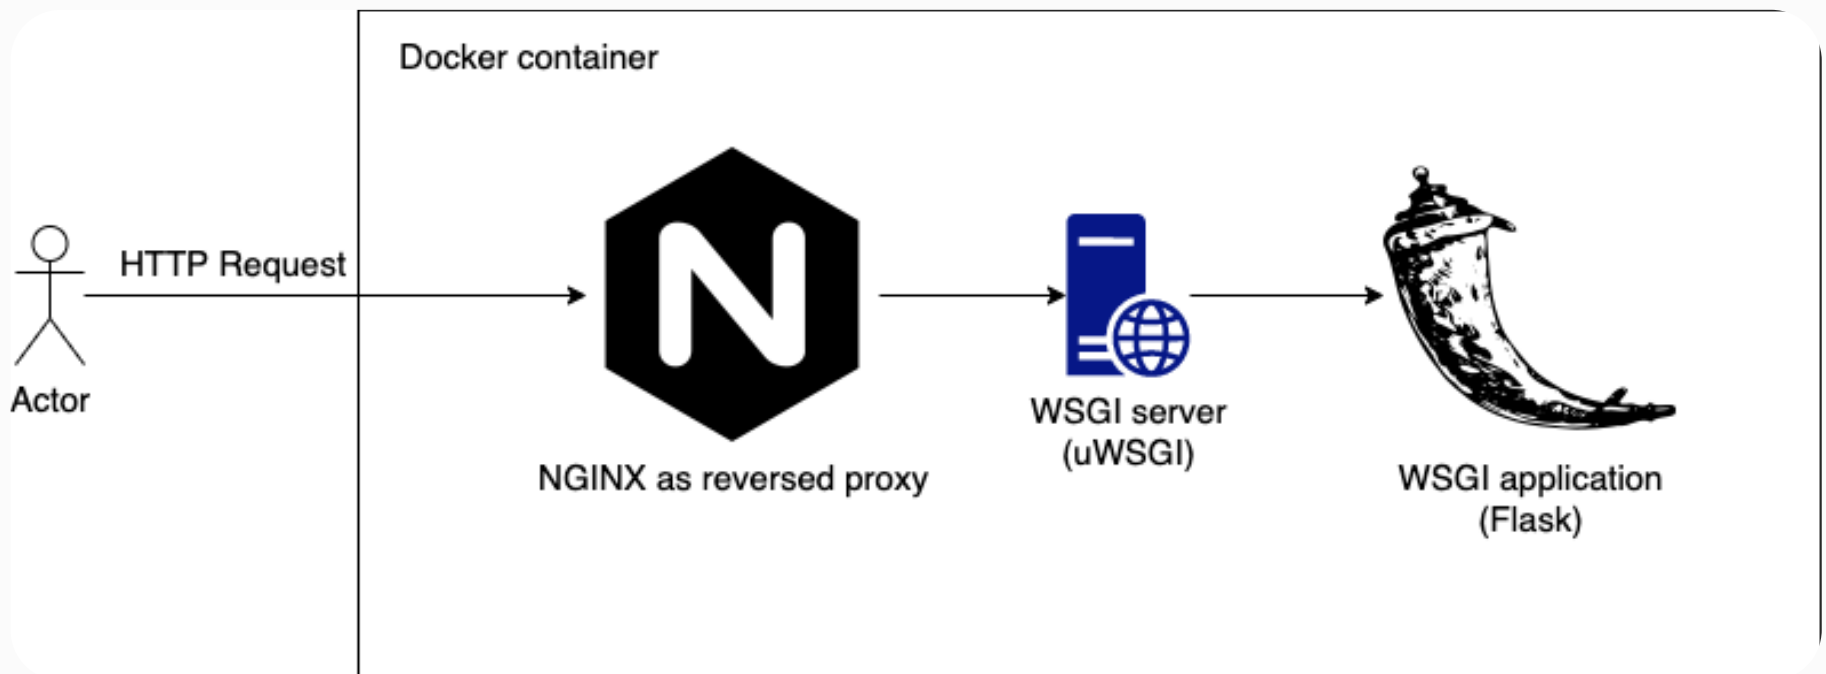 Docker container
HTTP Request
Actor
NGINX as reversed proxy
WSGI server
(uWSGI)
WSGI application
(Flask)